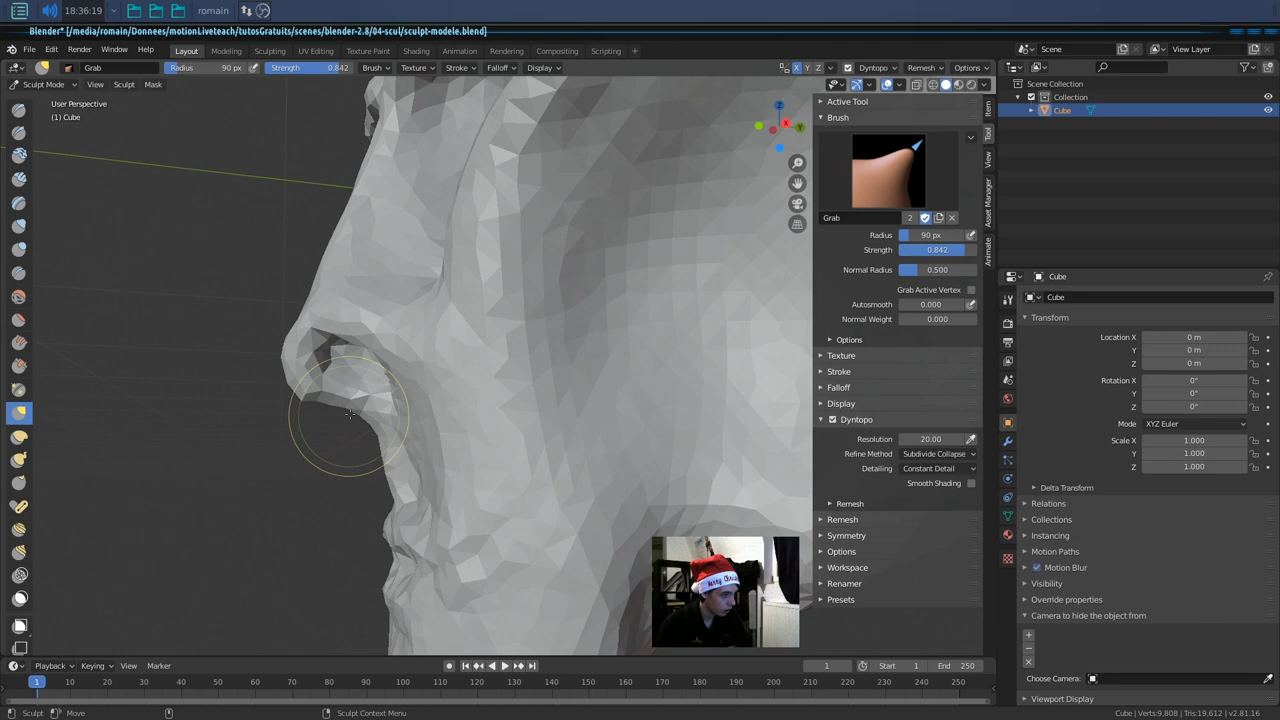 18:36:19 romain
Blender* [/media/romain/Donnees/motionLiveteach/tutosGratuits/scenes/blender-2.8/04-scul/sculpt-modele.blend]
File Edit Render Window Help Layout Modeling Sculpting UV Editing Texture Paint Shading Animation Rendering Compositing Scripting Scene View Layer
Grab Radius 90 px Strength 0.842 Brush Texture Stroke Falloff Display X Y Z Dyntopo Remesh Options
Sculpt Mode View Sculpt Mask
User Perspective
(1) Cube
Z
X
Y
Active Tool
Brush
Grab 2
Radius 90 px
Strength 0.842
Normal Radius 0.500
Grab Active Vertex
Autosmooth 0.000
Normal Weight 0.000
Options
Texture
Stroke
Falloff
Display
Dyntopo
Resolution 20.00
Refine Method Subdivide Collapse
Detailing Constant Detail
Smooth Shading
Remesh
Remesh
Symmetry
Options
Workspace
Renamer
Presets
Item
Tool
View
Asset Manager
Animate
Scene Collection
Collection
Cube
Cube
Cube
Transform
Location X 0 m
Y 0 m
Z 0 m
Rotation X 0°
Y 0°
Z 0°
Mode XYZ Euler
Scale X 1.000
Y 1.000
Z 1.000
Delta Transform
Relations
Collections
Instancing
Motion Paths
Motion Blur
Visibility
Override properties
Camera to hide the object from
Choose Camera:
Viewport Display
Playback Keying View Marker 1 Start 1 End 250
1 10 20 30 40 50 60 70 80 90 100 110 120 130 140 150 160 170 180 190 200 210 220 230 240 250
Sculpt Move Sculpt Context Menu Cube | Verts:9,808 | Tris:19,612 | v2.81.16